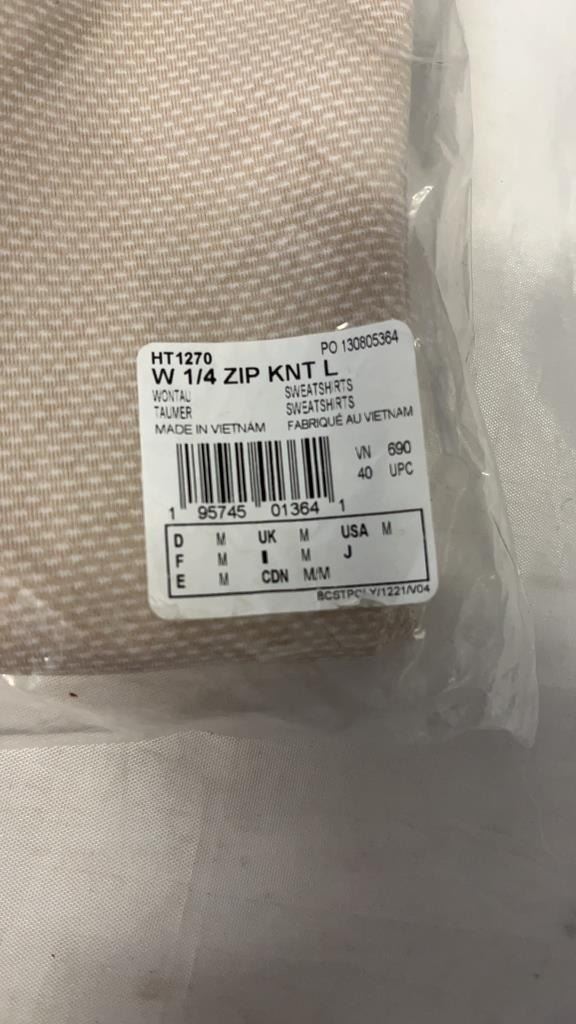 HT1270
PO 130805364
W 1/4 ZIP KNT L
WONTAU SWEATSHIRTS
TAUMER SWEATSHIRTS
MADE IN VIETNAM FABRIQUÉ AU VIETNAM
VN 690
40 UPC
1 95745 01364 1
D M UK M USA M
F M I M J
E M CDN M/M
BCSTPOLY/1221/V04